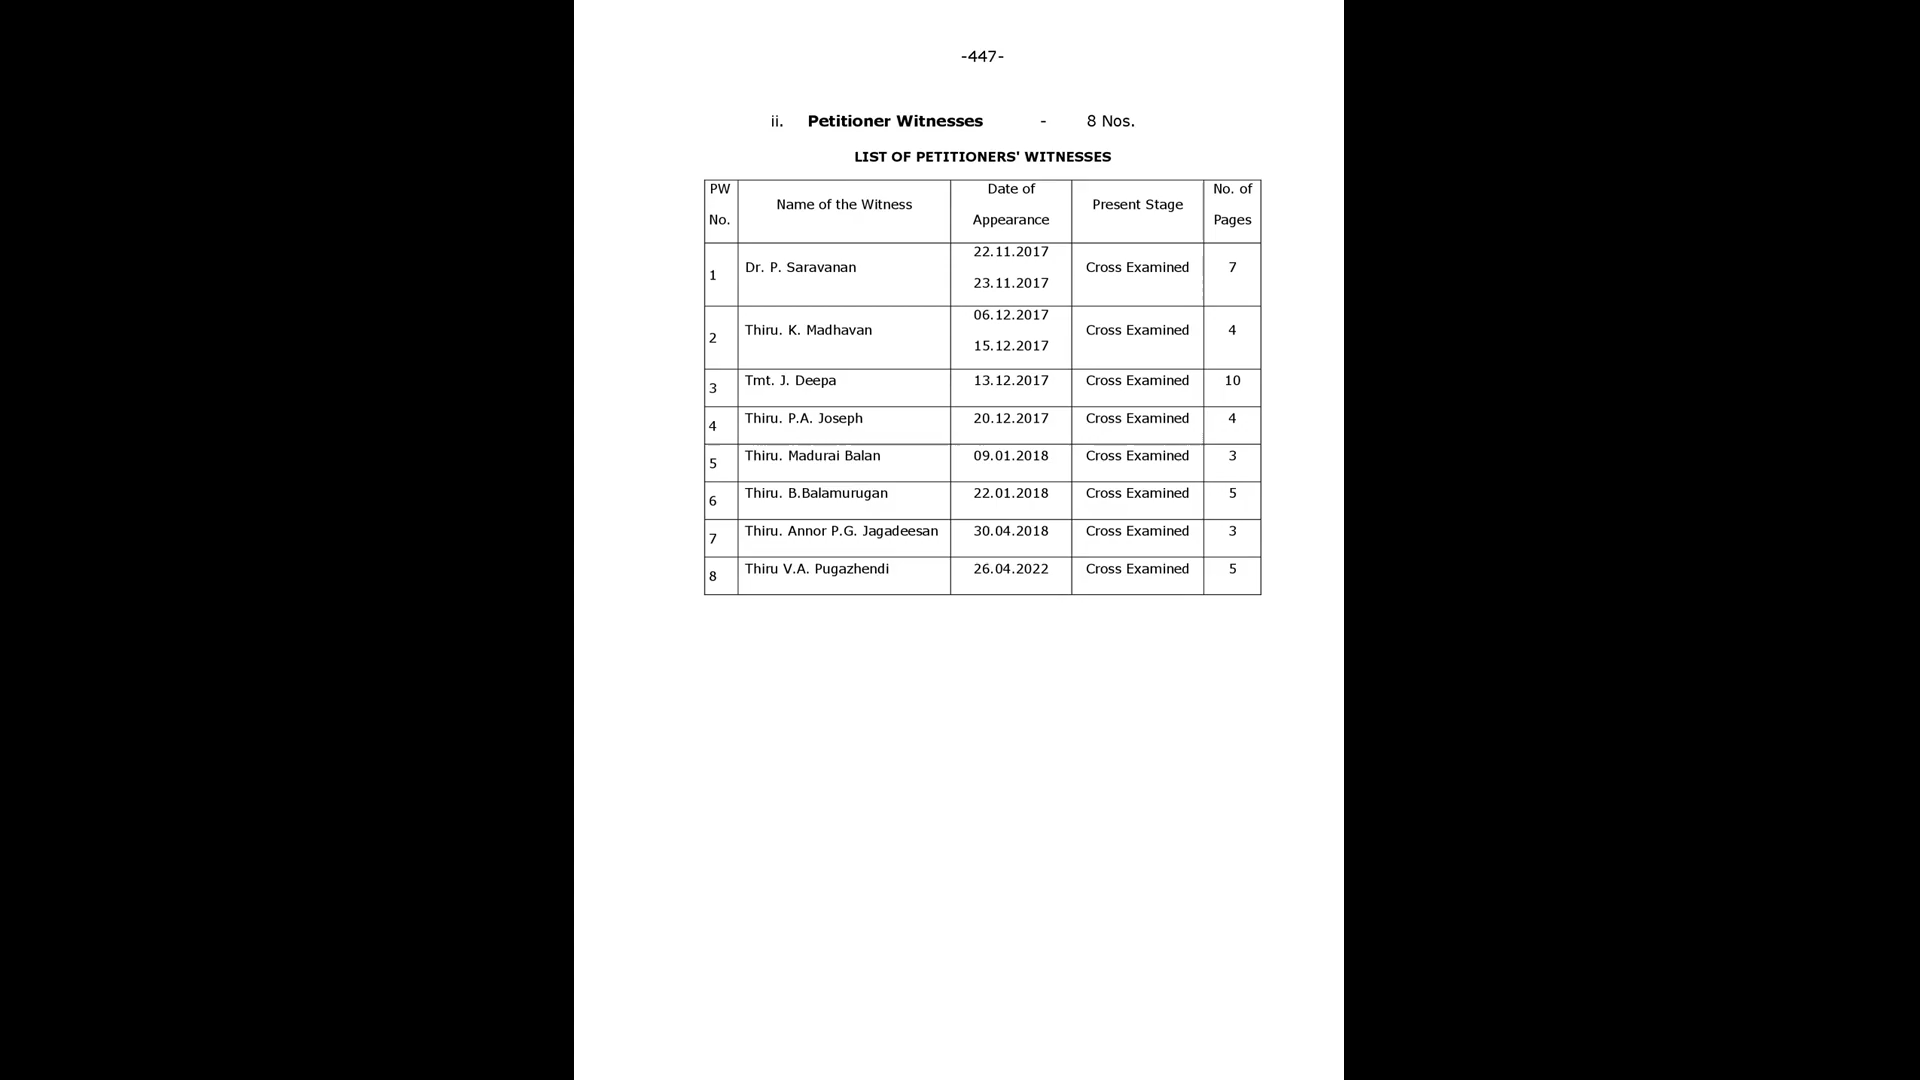 -447-
ii. Petitioner Witnesses - 8 Nos.
LIST OF PETITIONERS' WITNESSES
PW No. Name of the Witness Date of Appearance Present Stage No. of Pages
1 Dr. P. Saravanan 22.11.2017 23.11.2017 Cross Examined 7
2 Thiru. K. Madhavan 06.12.2017 15.12.2017 Cross Examined 4
3 Tmt. J. Deepa 13.12.2017 Cross Examined 10
4 Thiru. P.A. Joseph 20.12.2017 Cross Examined 4
5 Thiru. Madurai Balan 09.01.2018 Cross Examined 3
6 Thiru. B.Balamurugan 22.01.2018 Cross Examined 5
7 Thiru. Annor P.G. Jagadeesan 30.04.2018 Cross Examined 3
8 Thiru V.A. Pugazhendi 26.04.2022 Cross Examined 5